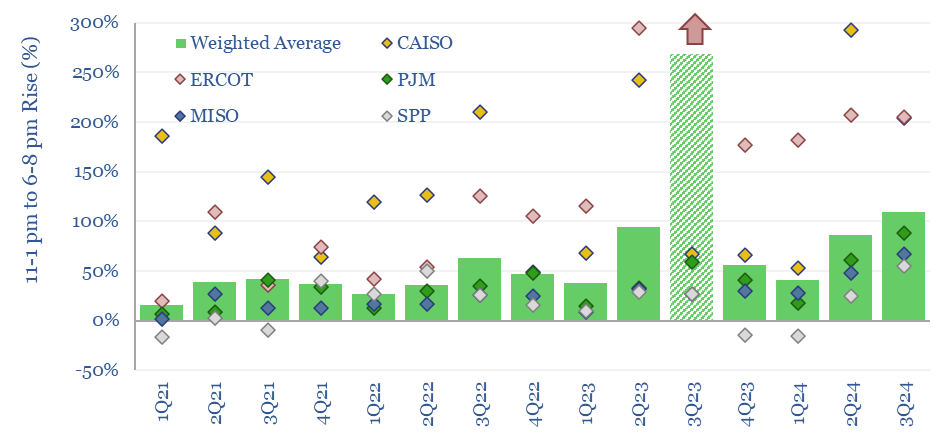 11-1 pm to 6-8 pm Rise (%)
300%
250%
200%
150%
100%
50%
0%
-50%
Weighted Average
CAISO
ERCOT
PJM
MISO
SPP
1Q21
2Q21
3Q21
4Q21
1Q22
2Q22
3Q22
4Q22
1Q23
2Q23
3Q23
4Q23
1Q24
2Q24
3Q24